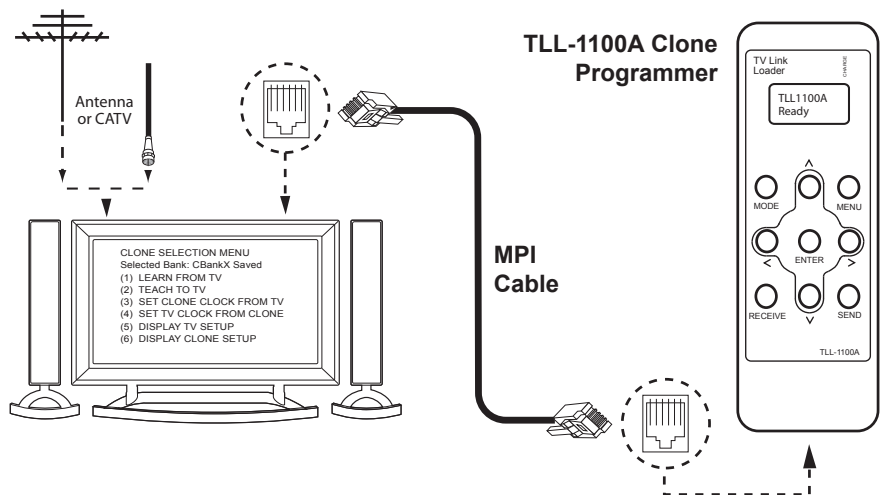 Antenna
or CATV
CLONE SELECTION MENU
Selected Bank: CBankX Saved
(1) LEARN FROM TV
(2) TEACH TO TV
(3) SET CLONE CLOCK FROM TV
(4) SET TV CLOCK FROM CLONE
(5) DISPLAY TV SETUP
(6) DISPLAY CLONE SETUP
MPI
Cable
TLL-1100A Clone
Programmer
TV Link
Loader
CHARGE
TLL1100A
Ready
MODE
MENU
ENTER
RECEIVE
SEND
TLL-1100A